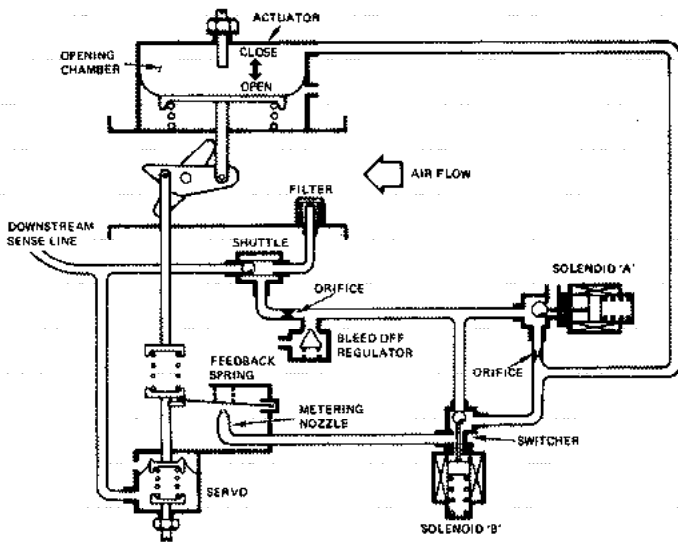 ACTUATOR
OPENING
CHAMBER
CLOSE
OPEN
AIR FLOW
FILTER
DOWNSTREAM
SENSE LINE
SHUTTLE
SOLENOID 'A'
ORIFICE
BLEED OFF
REGULATOR
FEEDBACK
SPRING
ORIFICE
METERING
NOZZLE
SWITCHER
SERVO
SOLENOID 'B'